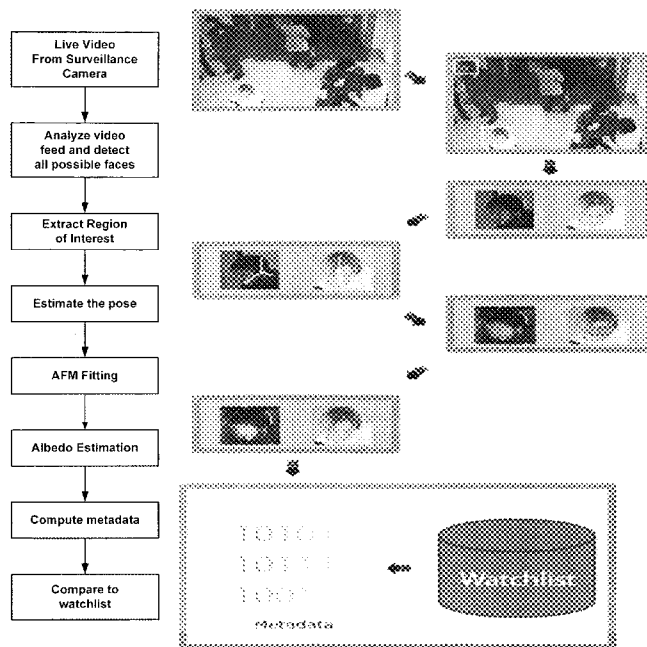 Live Video
From Surveillance
Camera
Analyze video
feed and detect
all possible faces
Extract Region
of Interest
Estimate the pose
AFM Fitting
Albedo Estimation
Compute metadata
Compare to
watchlist
Metadata
Watchlist